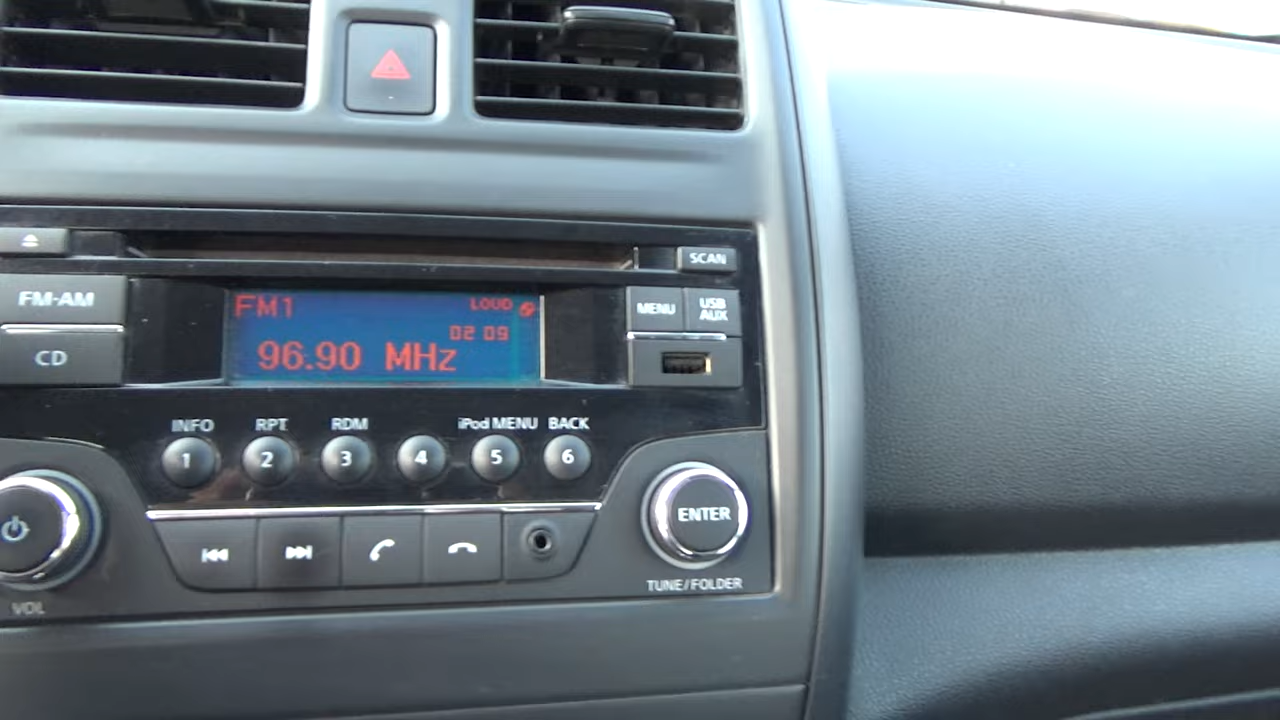 SCAN
FM-AM
FM1
LOUD
MENU
USB
AUX
02 09
96.90 MHz
CD
INFO
RPT
RDM
iPod MENU
BACK
1
2
3
4
5
6
ENTER
TUNE/FOLDER
VOL